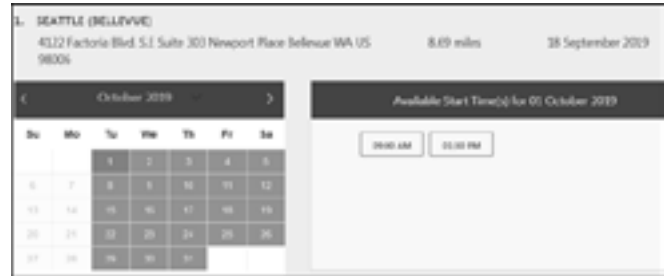 1. SEATTLE (BELLEVUE)
4122 Factoria Blvd. S.E Suite 303 Newport Place Bellevue WA US 8.69 miles 18 September 2019
98006
< October 2019 >
Available Start Time(s) for 01 October 2019
Su Mo Tu We Th Fr Sa
09:00 AM 01:30 PM
1 2 3 4 5
6 7 8 9 10 11 12
13 14 15 16 17 18 19
20 21 22 23 24 25 26
27 28 29 30 31